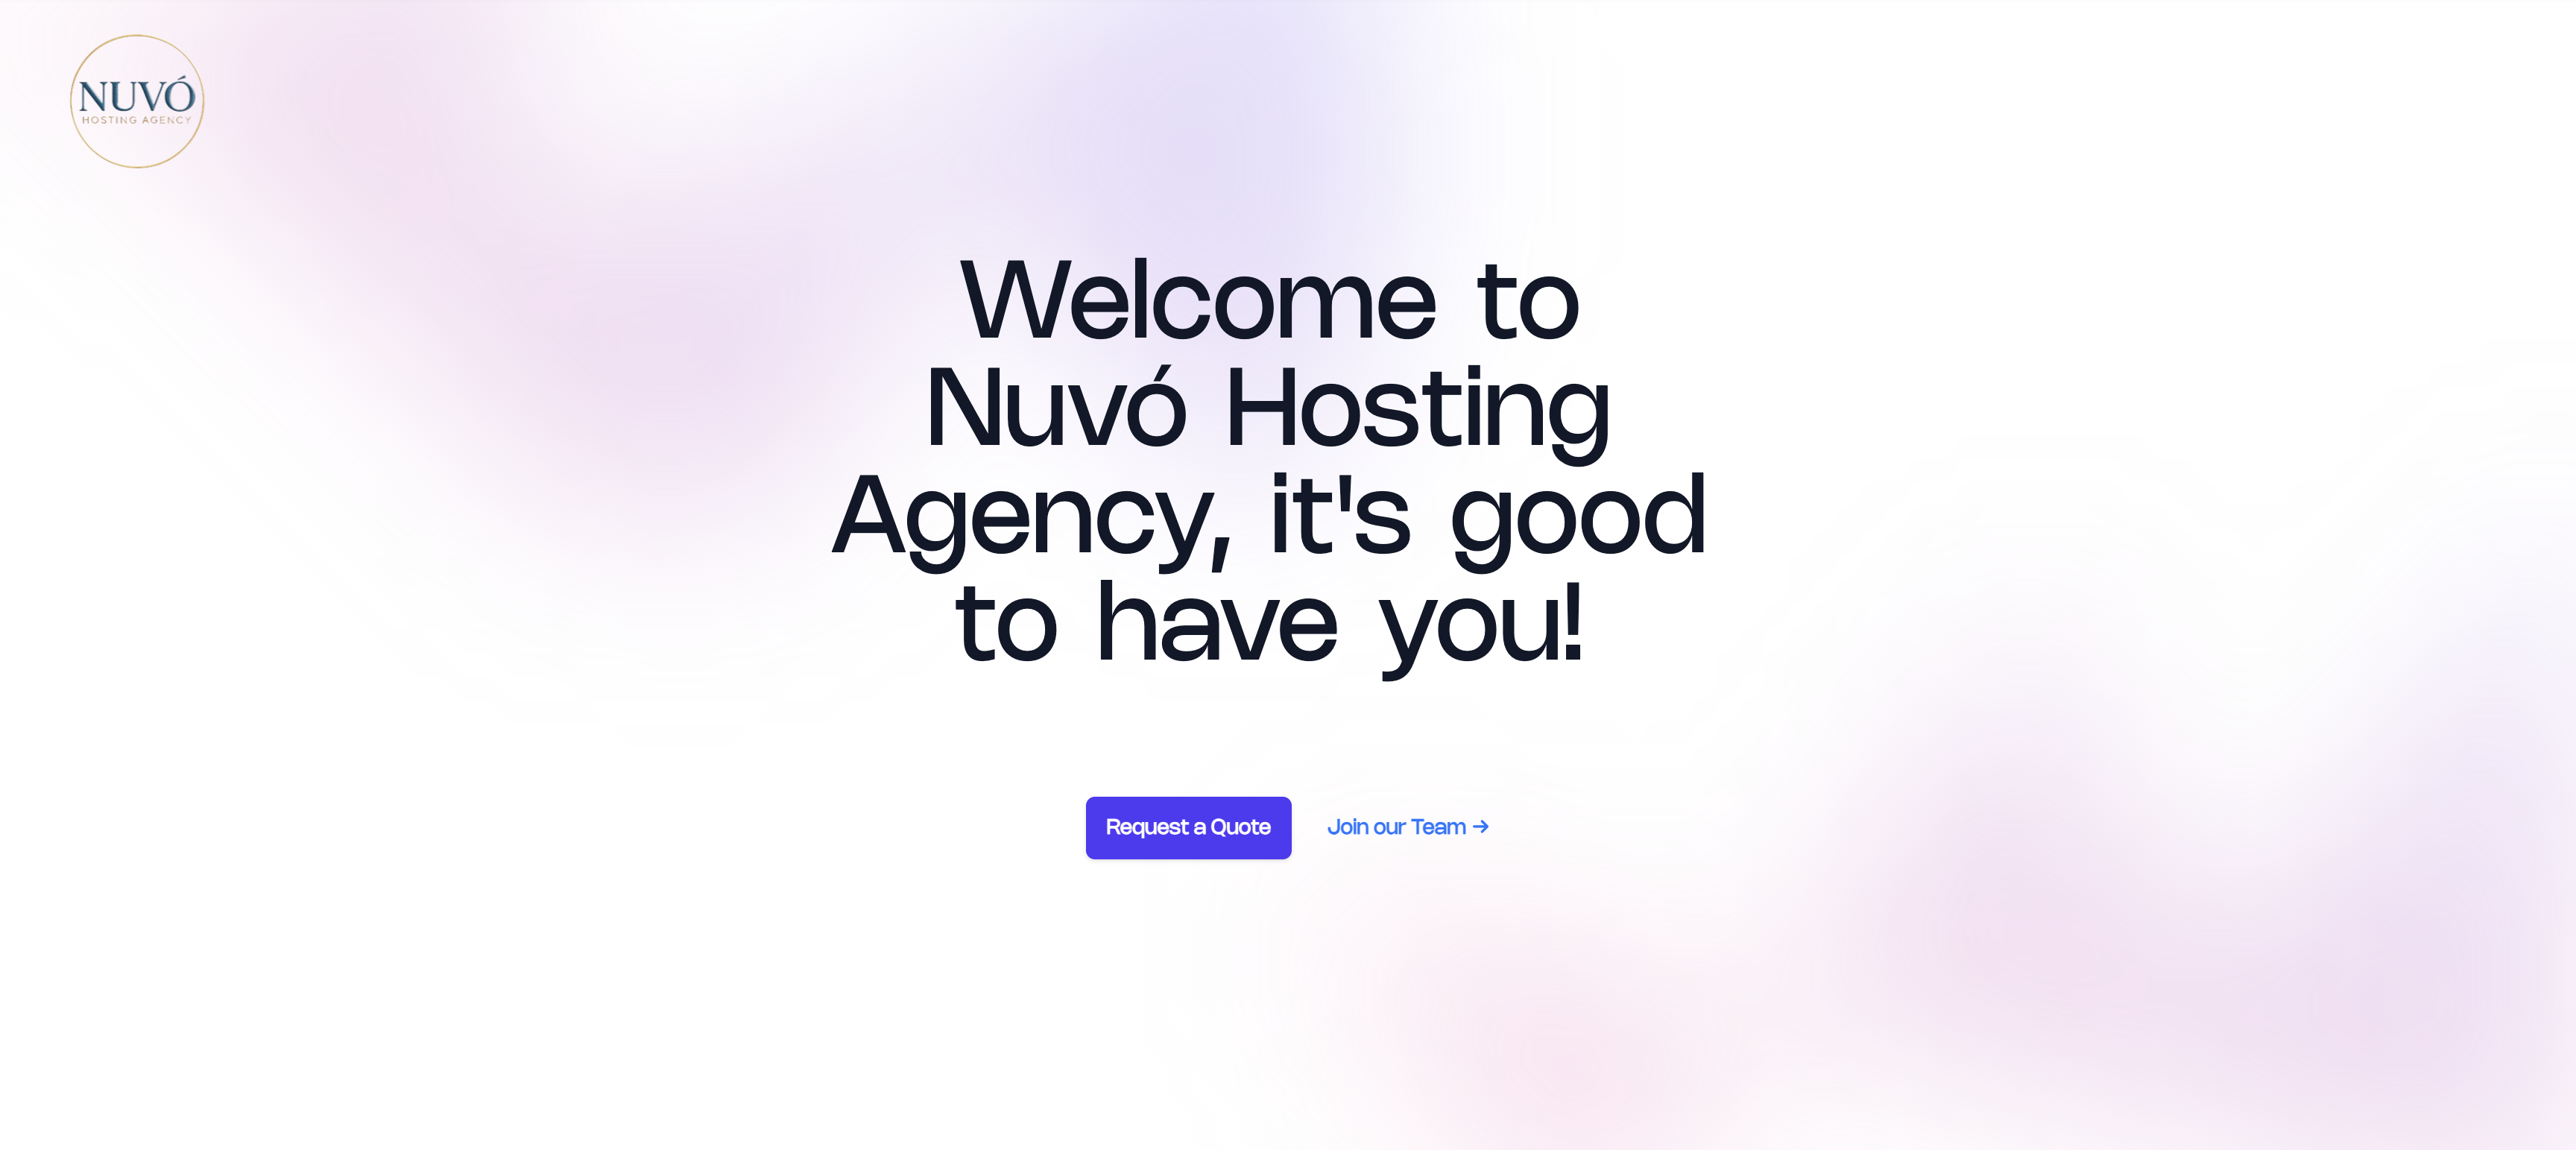 NUVÓ
HOSTING AGENCY
Welcome to
Nuvó Hosting
Agency, it's good
to have you!
Request a Quote
Join our Team →